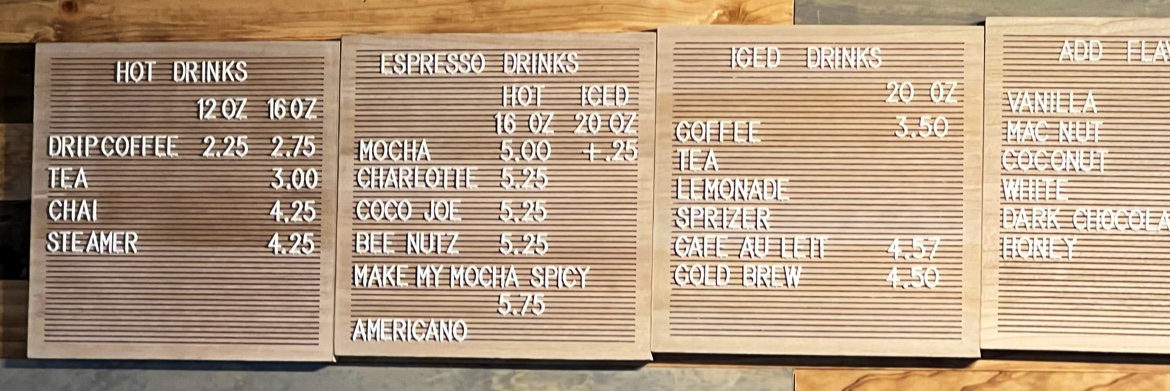 HOT DRINKS
12 OZ 16 OZ
DRIP COFFEE 2.25 2.75
TEA 3.00
CHAI 4.25
STEAMER 4.25
ESPRESSO DRINKS
HOT ICED
16 OZ 20 OZ
MOCHA 5.00 +.25
CHARLOTTE 5.25
COCO JOE 5.25
BEE NUTZ 5.25
MAKE MY MOCHA SPICY
5.75
AMERICANO
ICED DRINKS
20 OZ
COFFEE 3.50
TEA
LEMONADE
SPRIZER
CAFE AU LEIT 4.57
COLD BREW 4.50
ADD FLA
VANILLA
MAC NUT
COCONUT
WHITE
DARK CHOCOLA
HONEY